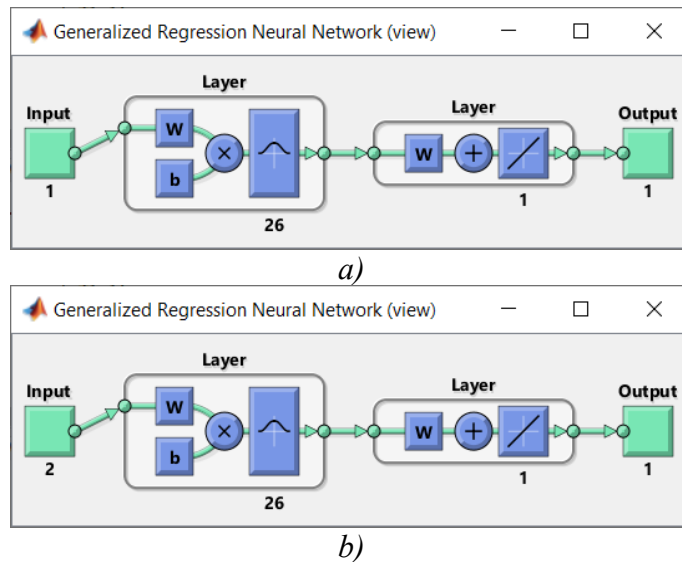 Generalized Regression Neural Network (view)
Layer
Layer
Input
Output
W
W
b
1
1
1
26
a)
Generalized Regression Neural Network (view)
Layer
Layer
Input
Output
W
W
b
2
1
1
26
b)